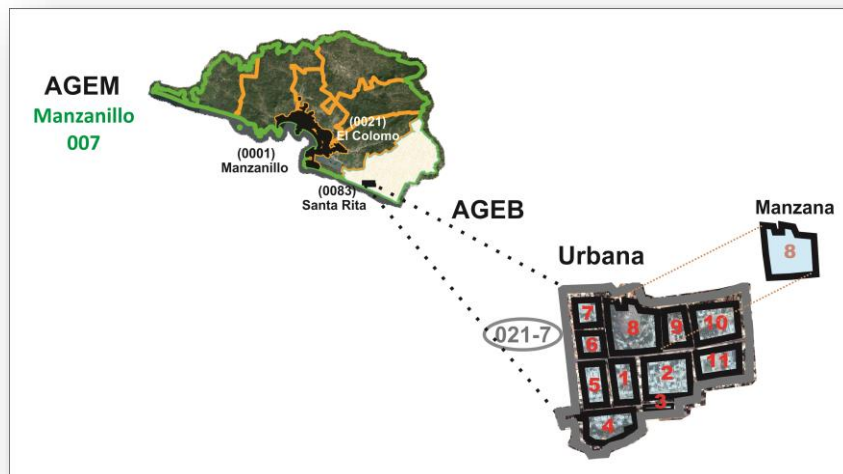 AGEM
Manzanillo
007
(0021)
El Colomo
(0001)
Manzanillo
(0083)
Santa Rita
AGEB
Manzana
8
Urbana
021-7
7
8
9
10
6
11
5
1
2
3
4